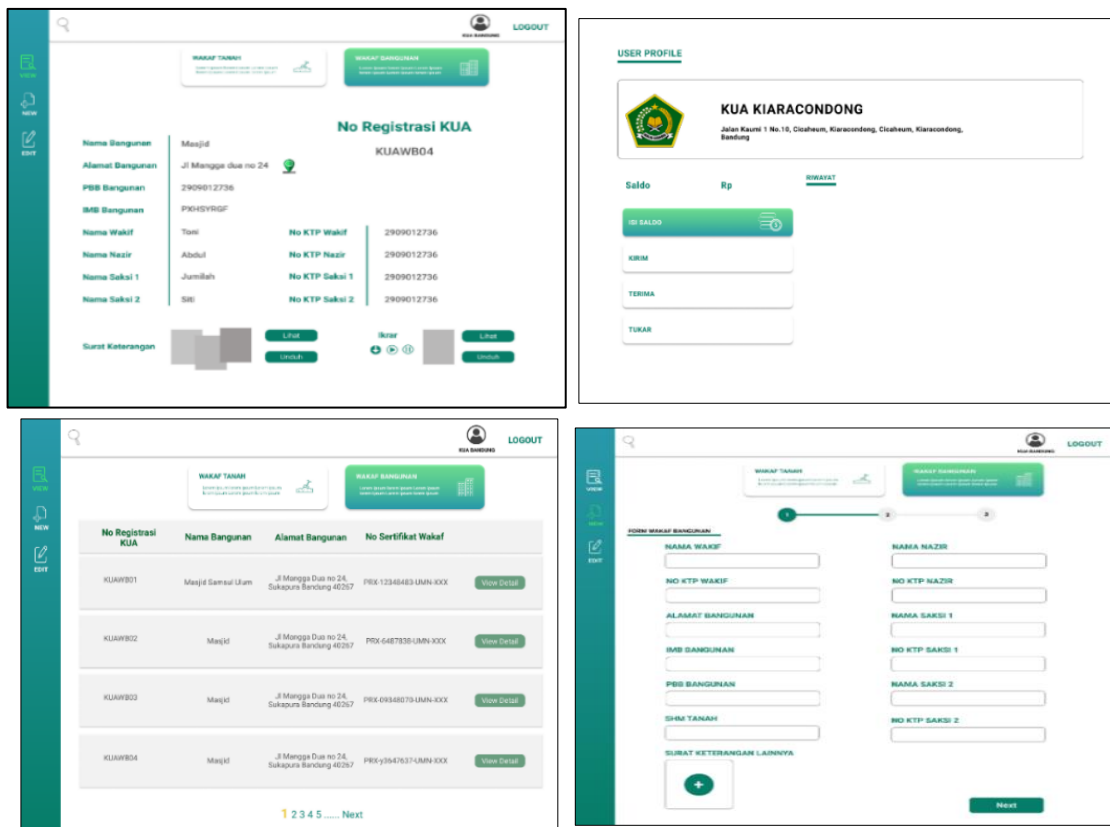 KUA BANDUNG
LOGOUT
VIEW
NEW
EDIT
WAKAF TANAH
WAKAF BANGUNAN
No Registrasi KUA
KUAWB04
Nama Bangunan Masjid
Alamat Bangunan Jl Mangga dua no 24
PBB Bangunan 2909012736
IMB Bangunan PXHSYRGF
Nama Wakif Toni No KTP Wakif 2909012736
Nama Nazir Abdul No KTP Nazir 2909012736
Nama Saksi 1 Jumilah No KTP Saksi 1 2909012736
Nama Saksi 2 Siti No KTP Saksi 2 2909012736
Surat Keterangan
Lihat
Unduh
Ikrar
Lihat
Unduh
USER PROFILE
KUA KIARACONDONG
Jalan Kaumi 1 No.10, Cicaheum, Kiaracondong, Cicaheum, Kiaracondong,
Bandung
Saldo Rp RIWAYAT
ISI SALDO
KIRIM
TERIMA
TUKAR
KUA BANDUNG
LOGOUT
VIEW
NEW
EDIT
WAKAF TANAH
WAKAF BANGUNAN
No Registrasi
KUA
Nama Bangunan
Alamat Bangunan
No Sertifikat Wakaf
KUAWB01
Masjid Samsul Ulum
Jl Mangga Dua no 24,
Sukapura Bandung 40267
PRX-12348483-UMN-XXX
View Detail
KUAWB02
Masjid
Jl Mangga Dua no 24,
Sukapura Bandung 40267
PRX-6487838-UMN-XXX
View Detail
KUAWB03
Masjid
Jl Mangga Dua no 24,
Sukapura Bandung 40267
PRX-09348079-UMN-XXX
View Detail
KUAWB04
Masjid
Jl Mangga Dua no 24,
Sukapura Bandung 40267
PRX-y3647637-UMN-XXX
View Detail
1 2 3 4 5 ...... Next
KUA BANDUNG
LOGOUT
VIEW
NEW
EDIT
WAKAF TANAH
WAKAF BANGUNAN
1 2 3
FORM WAKAF BANGUNAN
NAMA WAKIF
NAMA NAZIR
NO KTP WAKIF
NO KTP NAZIR
ALAMAT BANGUNAN
NAMA SAKSI 1
IMB BANGUNAN
NO KTP SAKSI 1
PBB BANGUNAN
NAMA SAKSI 2
SHM TANAH
NO KTP SAKSI 2
SURAT KETERANGAN LAINNYA
Next